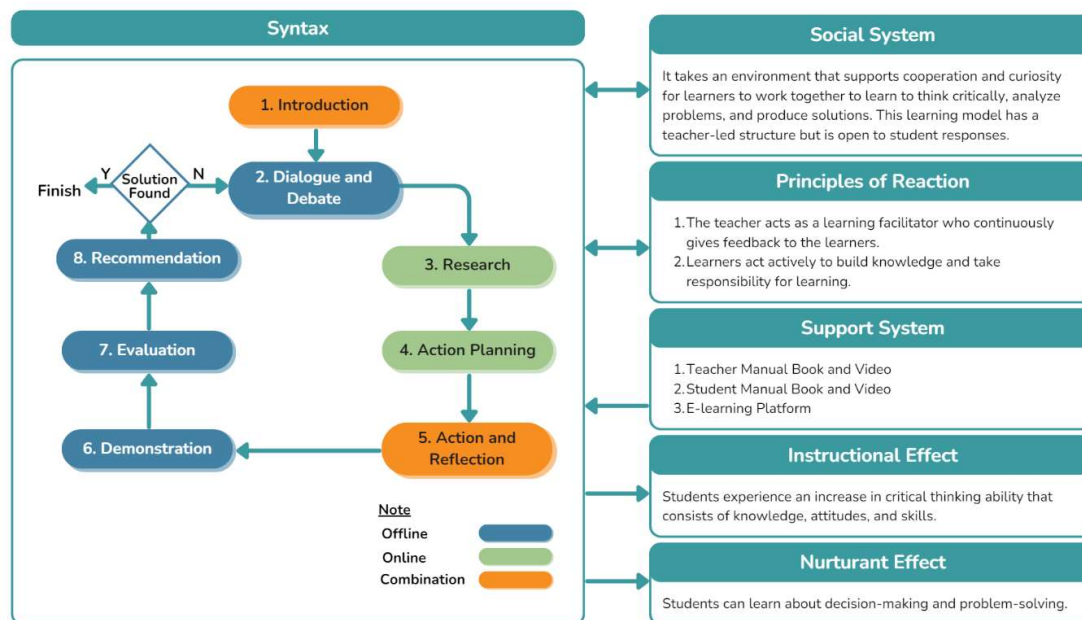 Syntax
1. Introduction
Y
Solution
Found
N
Finish
2. Dialogue and
Debate
8. Recommendation
3. Research
7. Evaluation
4. Action Planning
6. Demonstration
5. Action and
Reflection
Note
Offline
Online
Combination
Social System
It takes an environment that supports cooperation and curiosity
for learners to work together to learn to think critically, analyze
problems, and produce solutions. This learning model has a
teacher-led structure but is open to student responses.
Principles of Reaction
1.The teacher acts as a learning facilitator who continuously
gives feedback to the learners.
2.Learners act actively to build knowledge and take
responsibility for learning.
Support System
1.Teacher Manual Book and Video
2.Student Manual Book and Video
3.E-learning Platform
Instructional Effect
Students experience an increase in critical thinking ability that
consists of knowledge, attitudes, and skills.
Nurturant Effect
Students can learn about decision-making and problem-solving.